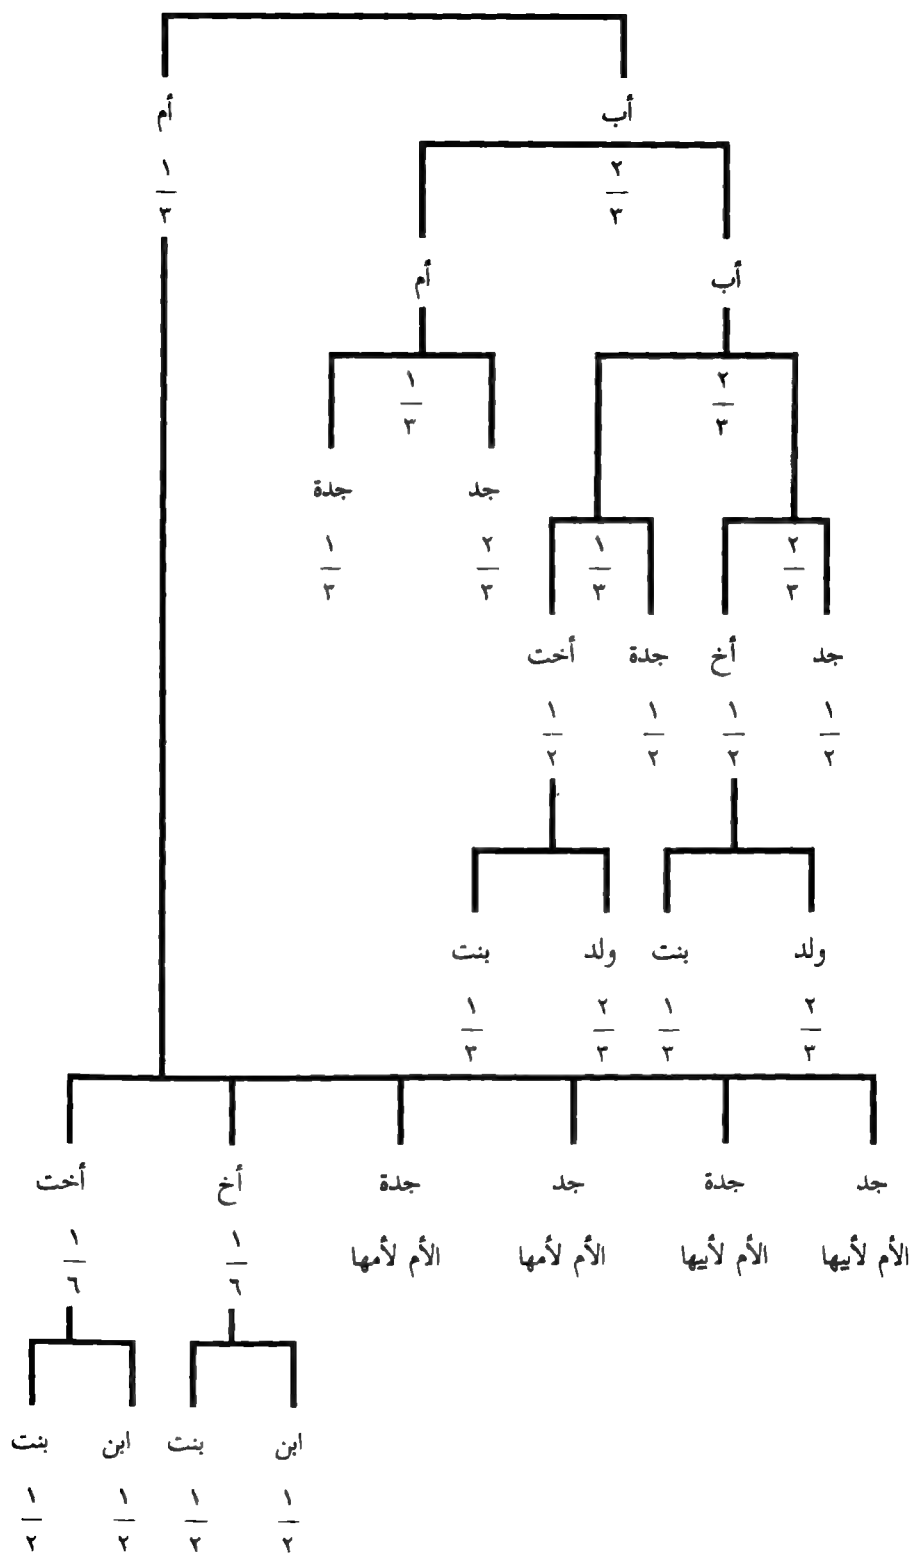 أب أم
٢/٣ ١/٣
أب أم
٢/٣ ١/٣
جد جدة
٢/٣ ١/٣
٢/٣ ١/٣
جد أخ جدة أخت
١/٢ ١/٢ ١/٢ ١/٢
ولد بنت ولد بنت
٢/٣ ١/٣ ٢/٣ ١/٣
جد جدة جد جدة أخ أخت
الأم لأبيها الأم لأبيها الأم لأمها الأم لأمها ١/٦ ١/٦
ابن بنت ابن بنت
١/٢ ١/٢ ١/٢ ١/٢